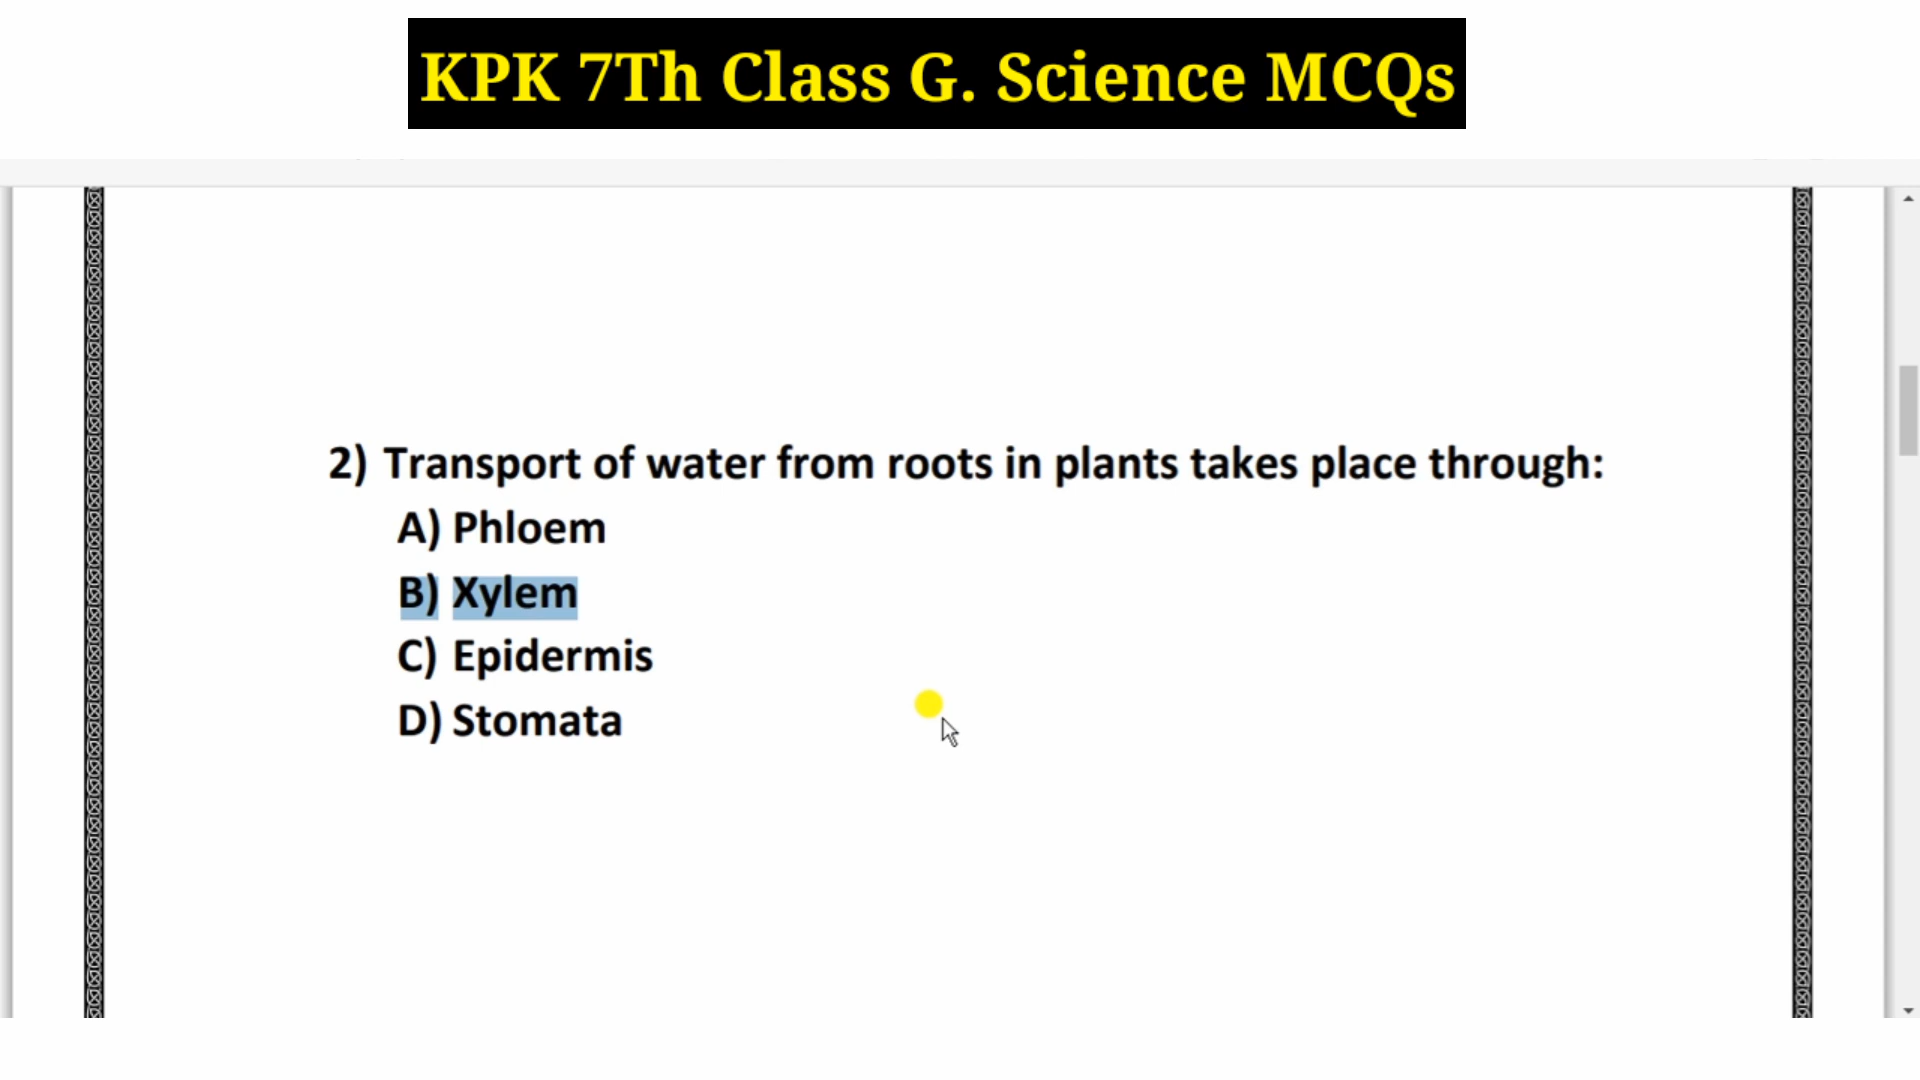 KPK 7Th Class G. Science MCQs
2) Transport of water from roots in plants takes place through:
A) Phloem
B) Xylem
C) Epidermis
D) Stomata